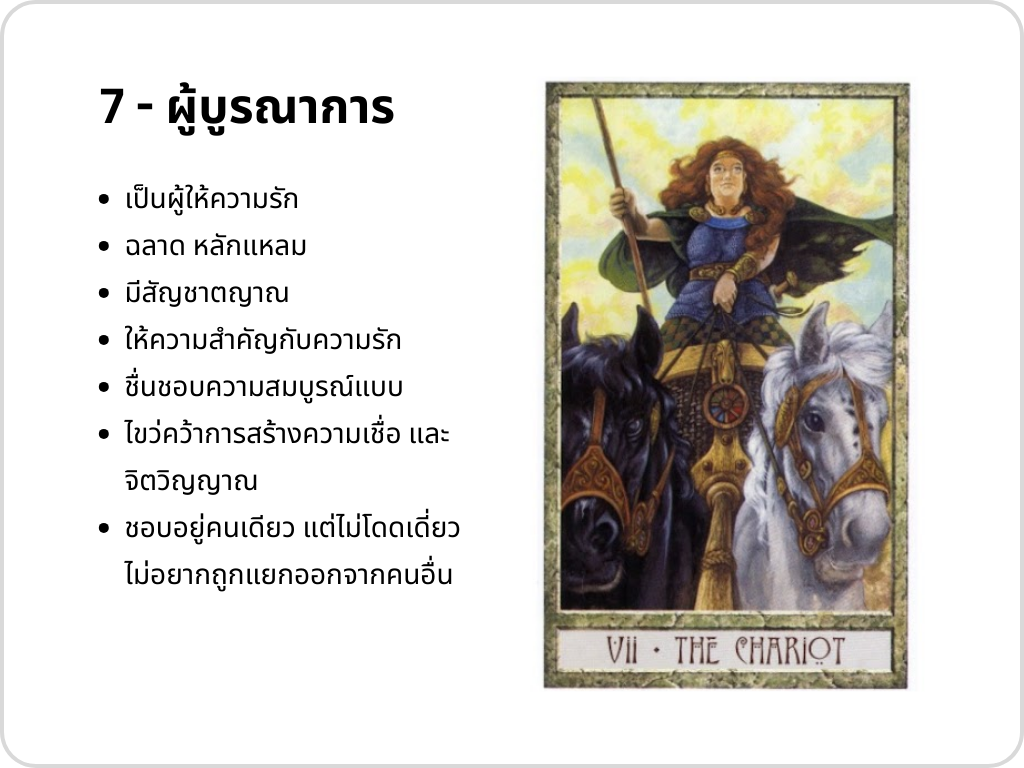 7 - ผู้บูรณาการ
• เป็นผู้ให้ความรัก
• ฉลาด หลักแหลม
• มีสัญชาตญาณ
• ให้ความสำคัญกับความรัก
• ชื่นชอบความสมบูรณ์แบบ
• ไขว่คว้าการสร้างความเชื่อ และ
จิตวิญญาณ
• ชอบอยู่คนเดียว แต่ไม่โดดเดี่ยว
ไม่อยากถูกแยกออกจากคนอื่น
VII • THE CHARIOT